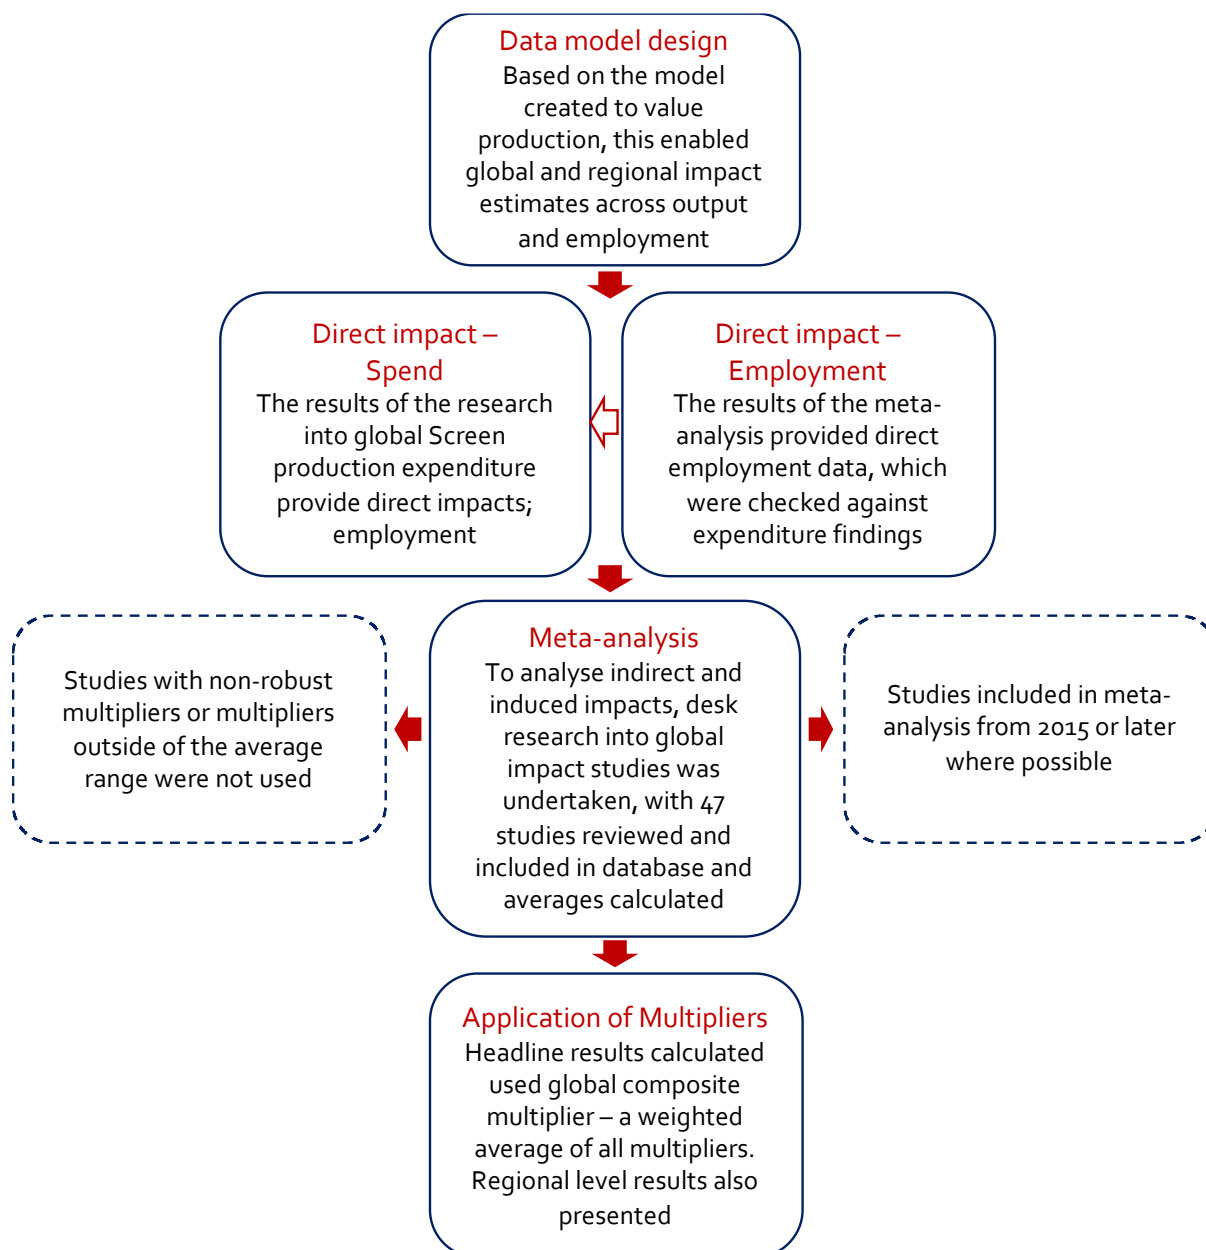 Data model design
Based on the model
created to value
production, this enabled
global and regional impact
estimates across output
and employment
Direct impact –
Spend
The results of the research
into global Screen
production expenditure
provide direct impacts;
employment
Direct impact –
Employment
The results of the meta-
analysis provided direct
employment data, which
were checked against
expenditure findings
Studies with non-robust
multipliers or multipliers
outside of the average
range were not used
Meta-analysis
To analyse indirect and
induced impacts, desk
research into global
impact studies was
undertaken, with 47
studies reviewed and
included in database and
averages calculated
Studies included in meta-
analysis from 2015 or later
where possible
Application of Multipliers
Headline results calculated
used global composite
multiplier – a weighted
average of all multipliers.
Regional level results also
presented